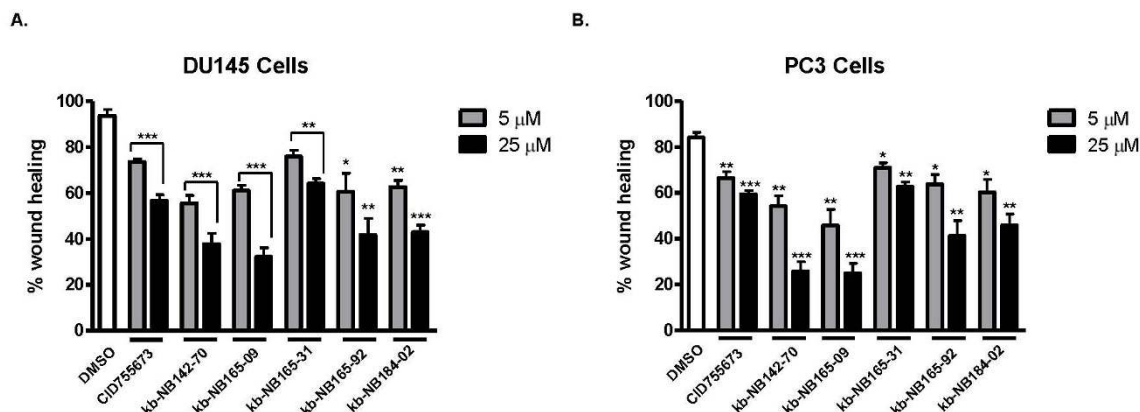 A.
DU145 Cells
% wound healing
100
80
60
40
20
0
***
***
***
**
*
**
**
***
5 μM
25 μM
DMSO
CID755673
kb-NB142-70
kb-NB165-09
kb-NB165-31
kb-NB165-92
kb-NB184-02
B.
PC3 Cells
% wound healing
100
80
60
40
20
0
**
***
**
***
**
***
*
**
*
**
*
**
5 μM
25 μM
DMSO
CID755673
kb-NB142-70
kb-NB165-09
kb-NB165-31
kb-NB165-92
kb-NB184-02